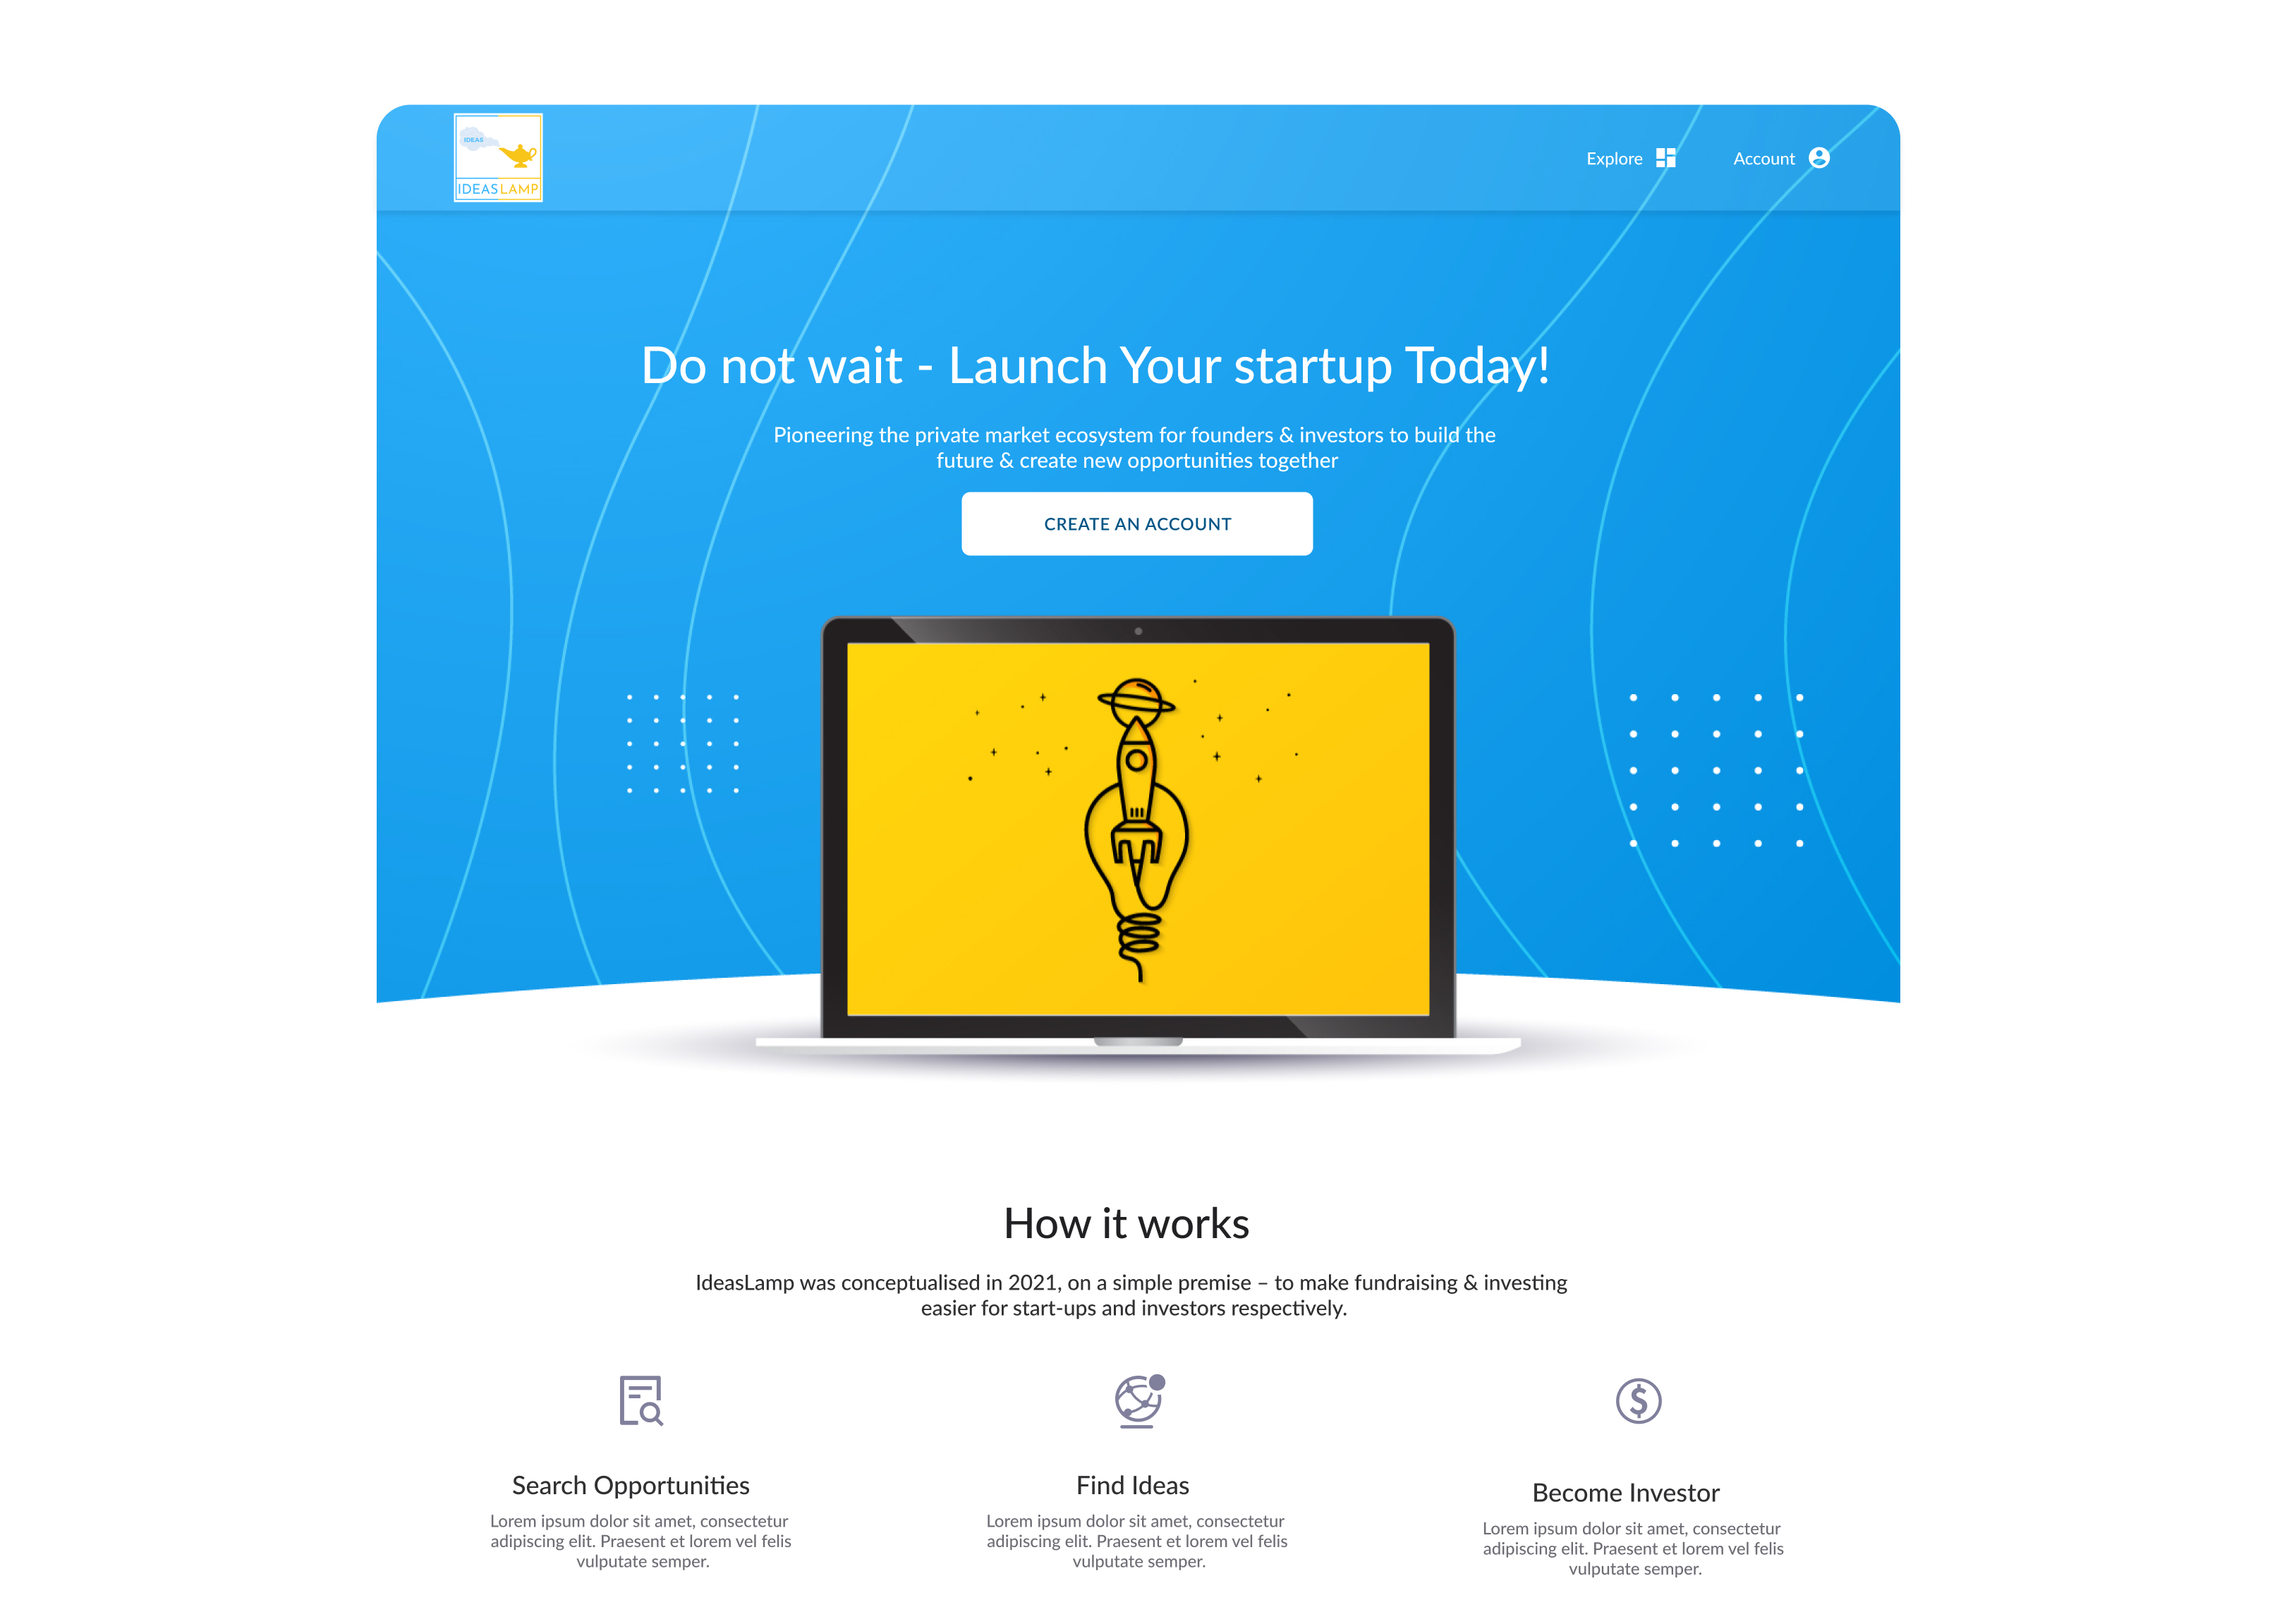 IDEAS
IDEAS LAMP
Explore
Account
Do not wait - Launch Your startup Today!
Pioneering the private market ecosystem for founders & investors to build the
future & create new opportunities together
CREATE AN ACCOUNT
How it works
IdeasLamp was conceptualised in 2021, on a simple premise – to make fundraising & investing
easier for start-ups and investors respectively.
Search Opportunities
Lorem ipsum dolor sit amet, consectetur
adipiscing elit. Praesent et lorem vel felis
vulputate semper.
Find Ideas
Lorem ipsum dolor sit amet, consectetur
adipiscing elit. Praesent et lorem vel felis
vulputate semper.
Become Investor
Lorem ipsum dolor sit amet, consectetur
adipiscing elit. Praesent et lorem vel felis
vulputate semper.